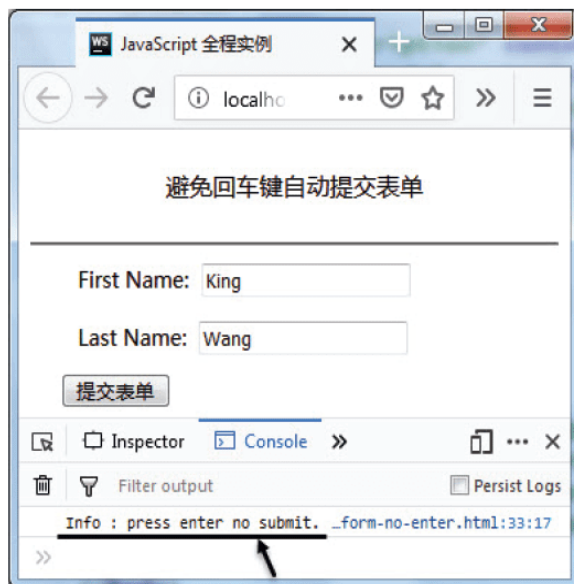 WS JavaScript 全程实例
localho
避免回车键自动提交表单
First Name: King
Last Name: Wang
提交表单
Inspector Console
Filter output Persist Logs
Info : press enter no submit. …form-no-enter.html:33:17